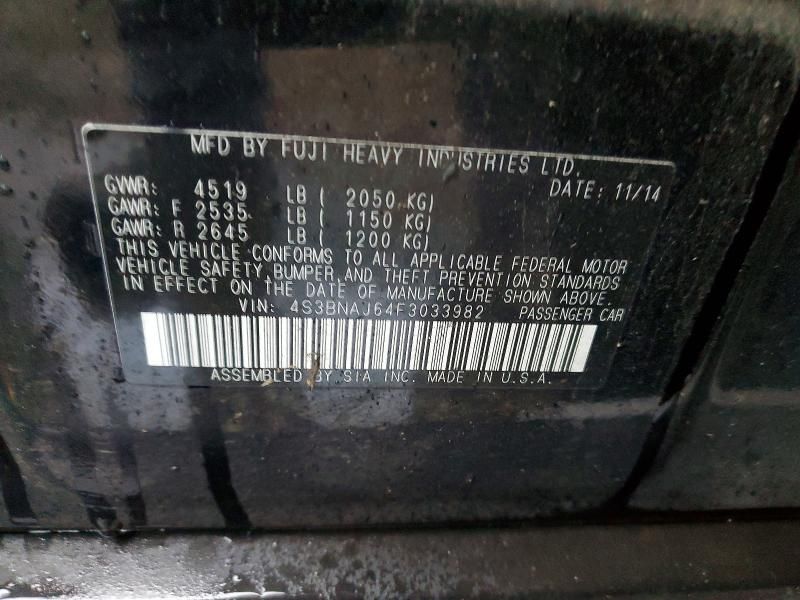 MFD BY FUJI HEAVY INDUSTRIES LTD.
DATE: 11/14
GVWR: 4519 LB ( 2050 KG)
GAWR: F 2535 LB ( 1150 KG)
GAWR: R 2645 LB ( 1200 KG)
THIS VEHICLE CONFORMS TO ALL APPLICABLE FEDERAL MOTOR
VEHICLE SAFETY, BUMPER, AND THEFT PREVENTION STANDARDS
IN EFFECT ON THE DATE OF MANUFACTURE SHOWN ABOVE.
VIN: 4S3BNAJ64F3033982 PASSENGER CAR
ASSEMBLED BY SIA INC. MADE IN U.S.A.